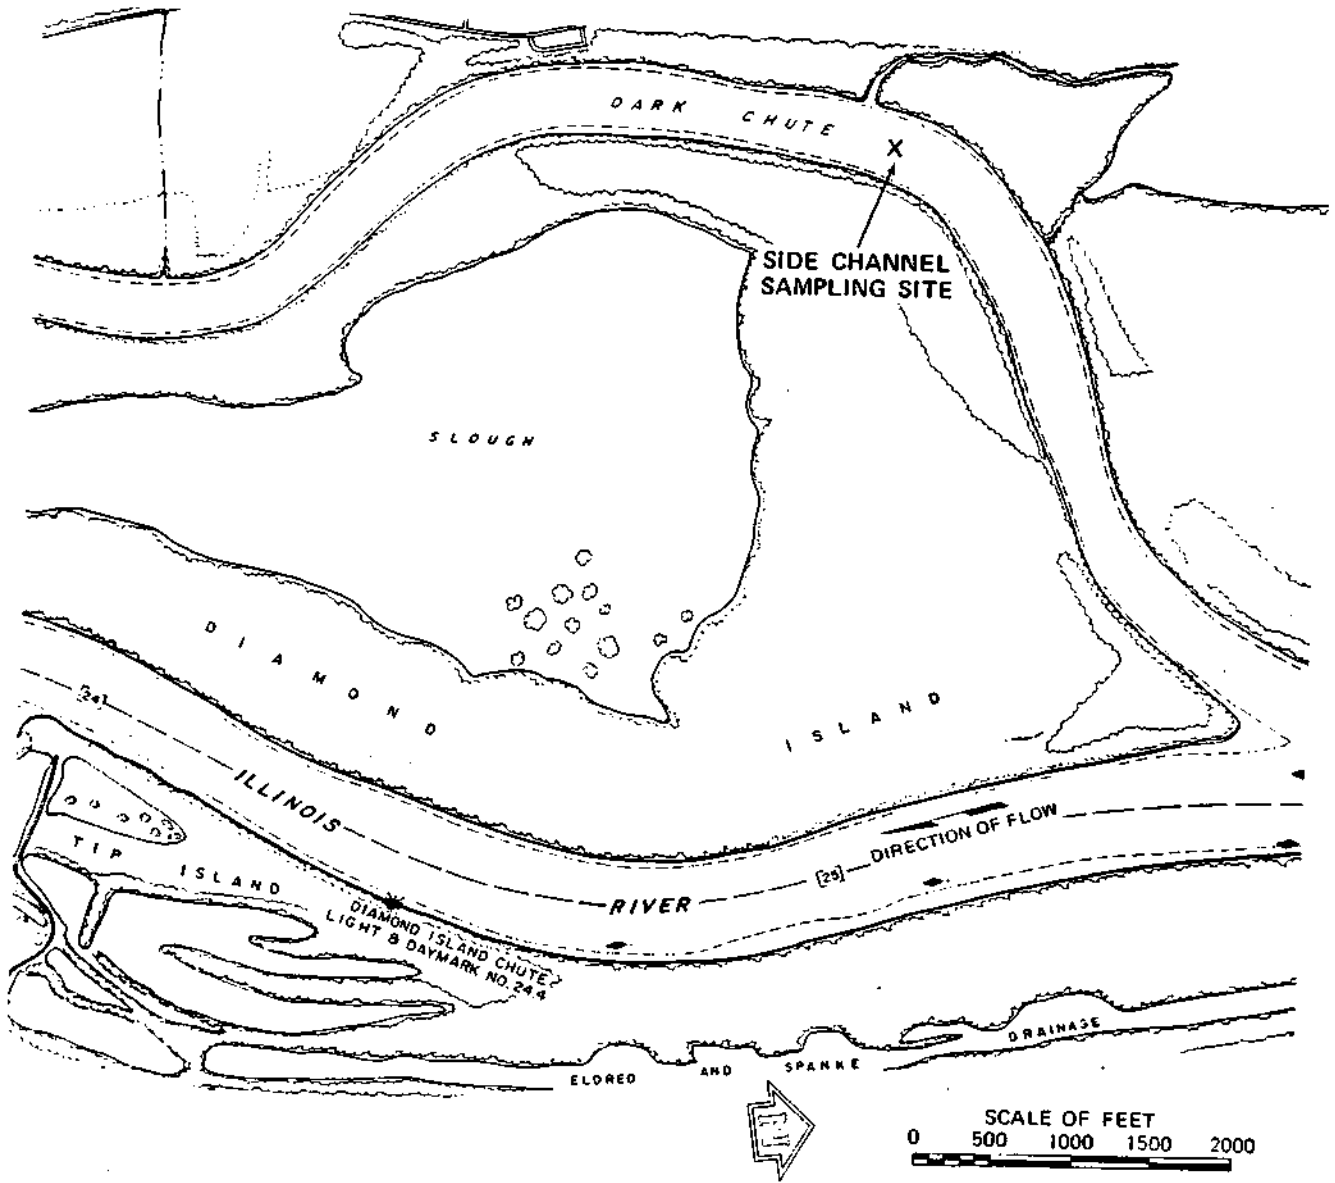 DARK CHUTE
X
SIDE CHANNEL
SAMPLING SITE
SLOUGH
DIAMOND
ISLAND
[24]
ILLINOIS
RIVER
[25]
DIRECTION OF FLOW
TIP
ISLAND
DIAMOND ISLAND CHUTE
LIGHT & DAYMARK NO. 24.4
ELDRED AND SPANKE DRAINAGE
SCALE OF FEET
0 500 1000 1500 2000